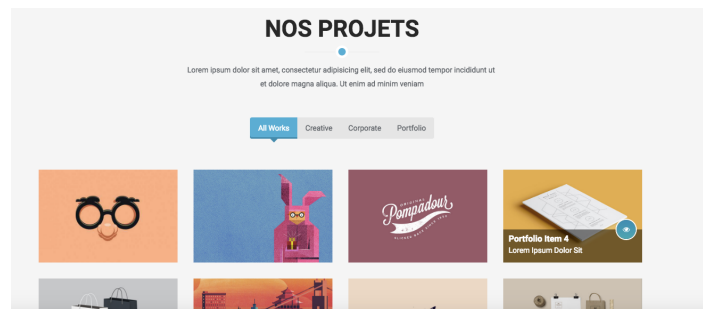 NOS PROJETS
Lorem ipsum dolor sit amet, consectetur adipisicing elit, sed do eiusmod tempor incididunt ut
et dolore magna aliqua. Ut enim ad minim veniam
All Works Creative Corporate Portfolio
ORIGINAL
Pompadour
Portfolio Item 4
Lorem Ipsum Dolor Sit